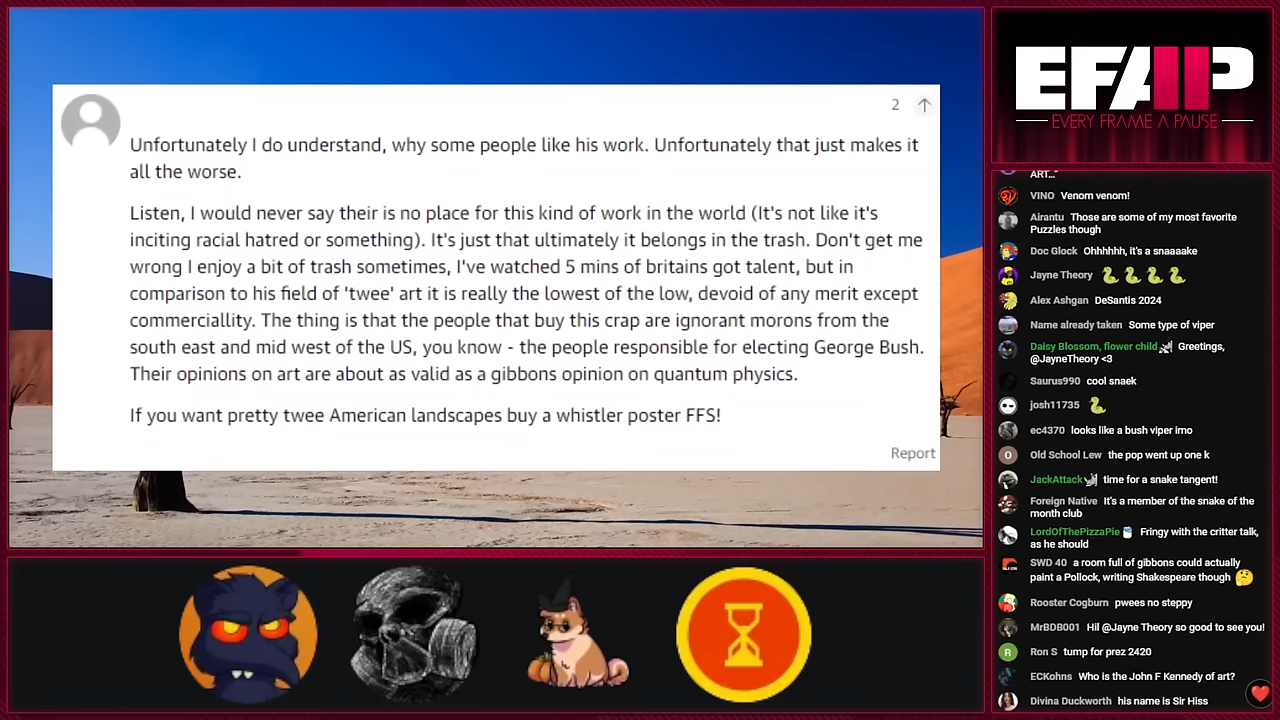 2
Unfortunately I do understand, why some people like his work. Unfortunately that just makes it
all the worse.
Listen, I would never say their is no place for this kind of work in the world (It's not like it's
inciting racial hatred or something). It's just that ultimately it belongs in the trash. Don't get me
wrong I enjoy a bit of trash sometimes, I've watched 5 mins of britains got talent, but in
comparison to his field of 'twee' art it is really the lowest of the low, devoid of any merit except
commerciallity. The thing is that the people that buy this crap are ignorant morons from the
south east and mid west of the US, you know - the people responsible for electing George Bush.
Their opinions on art are about as valid as a gibbons opinion on quantum physics.
If you want pretty twee American landscapes buy a whistler poster FFS!
Report
EFAP
EVERY FRAME A PAUSE
ART..."
VINO Venom venom!
Airantu Those are some of my most favorite
Puzzles though
Doc Glock Ohhhhhh, it's a snaaaake
Jayne Theory 🐍🐍🐍🐍
Alex Ashgan DeSantis 2024
Name already taken Some type of viper
Daisy Blossom, flower child Greetings,
@JayneTheory <3
Saurus990 cool snaek
josh11735 🐍
ec4370 looks like a bush viper imo
O
Old School Lew the pop went up one k
JackAttack time for a snake tangent!
Foreign Native It's a member of the snake of the
month club
LordOfThePizzaPie Fringy with the critter talk,
as he should
SWD 40 a room full of gibbons could actually
paint a Pollock, writing Shakespeare though 🤔
Rooster Cogburn pwees no steppy
MrBDB001 Hi! @Jayne Theory so good to see you!
R
Ron S tump for prez 2420
ECKohns Who is the John F Kennedy of art?
Divina Duckworth his name is Sir Hiss